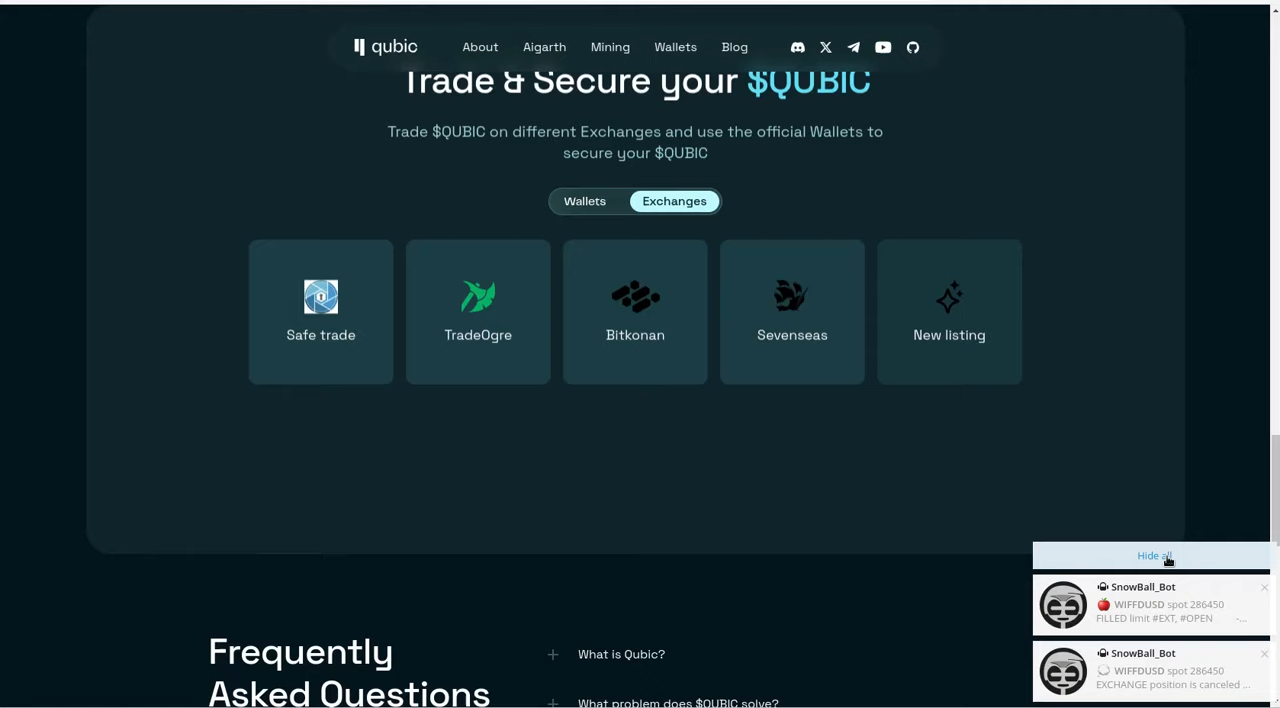 qubic
About
Aigarth
Mining
Wallets
Blog
Trade & Secure your $QUBIC
Trade $QUBIC on different Exchanges and use the official Wallets to
secure your $QUBIC
Wallets
Exchanges
Safe trade
TradeOgre
Bitkonan
Sevenseas
New listing
Hide all
SnowBall_Bot
WIFFDUSD spot 286450
FILLED limit #EXT, #OPEN -...
SnowBall_Bot
WIFFDUSD spot 286450
EXCHANGE position is canceled ...
Frequently
Asked Questions
What is Qubic?
What problem does $QUBIC solve?